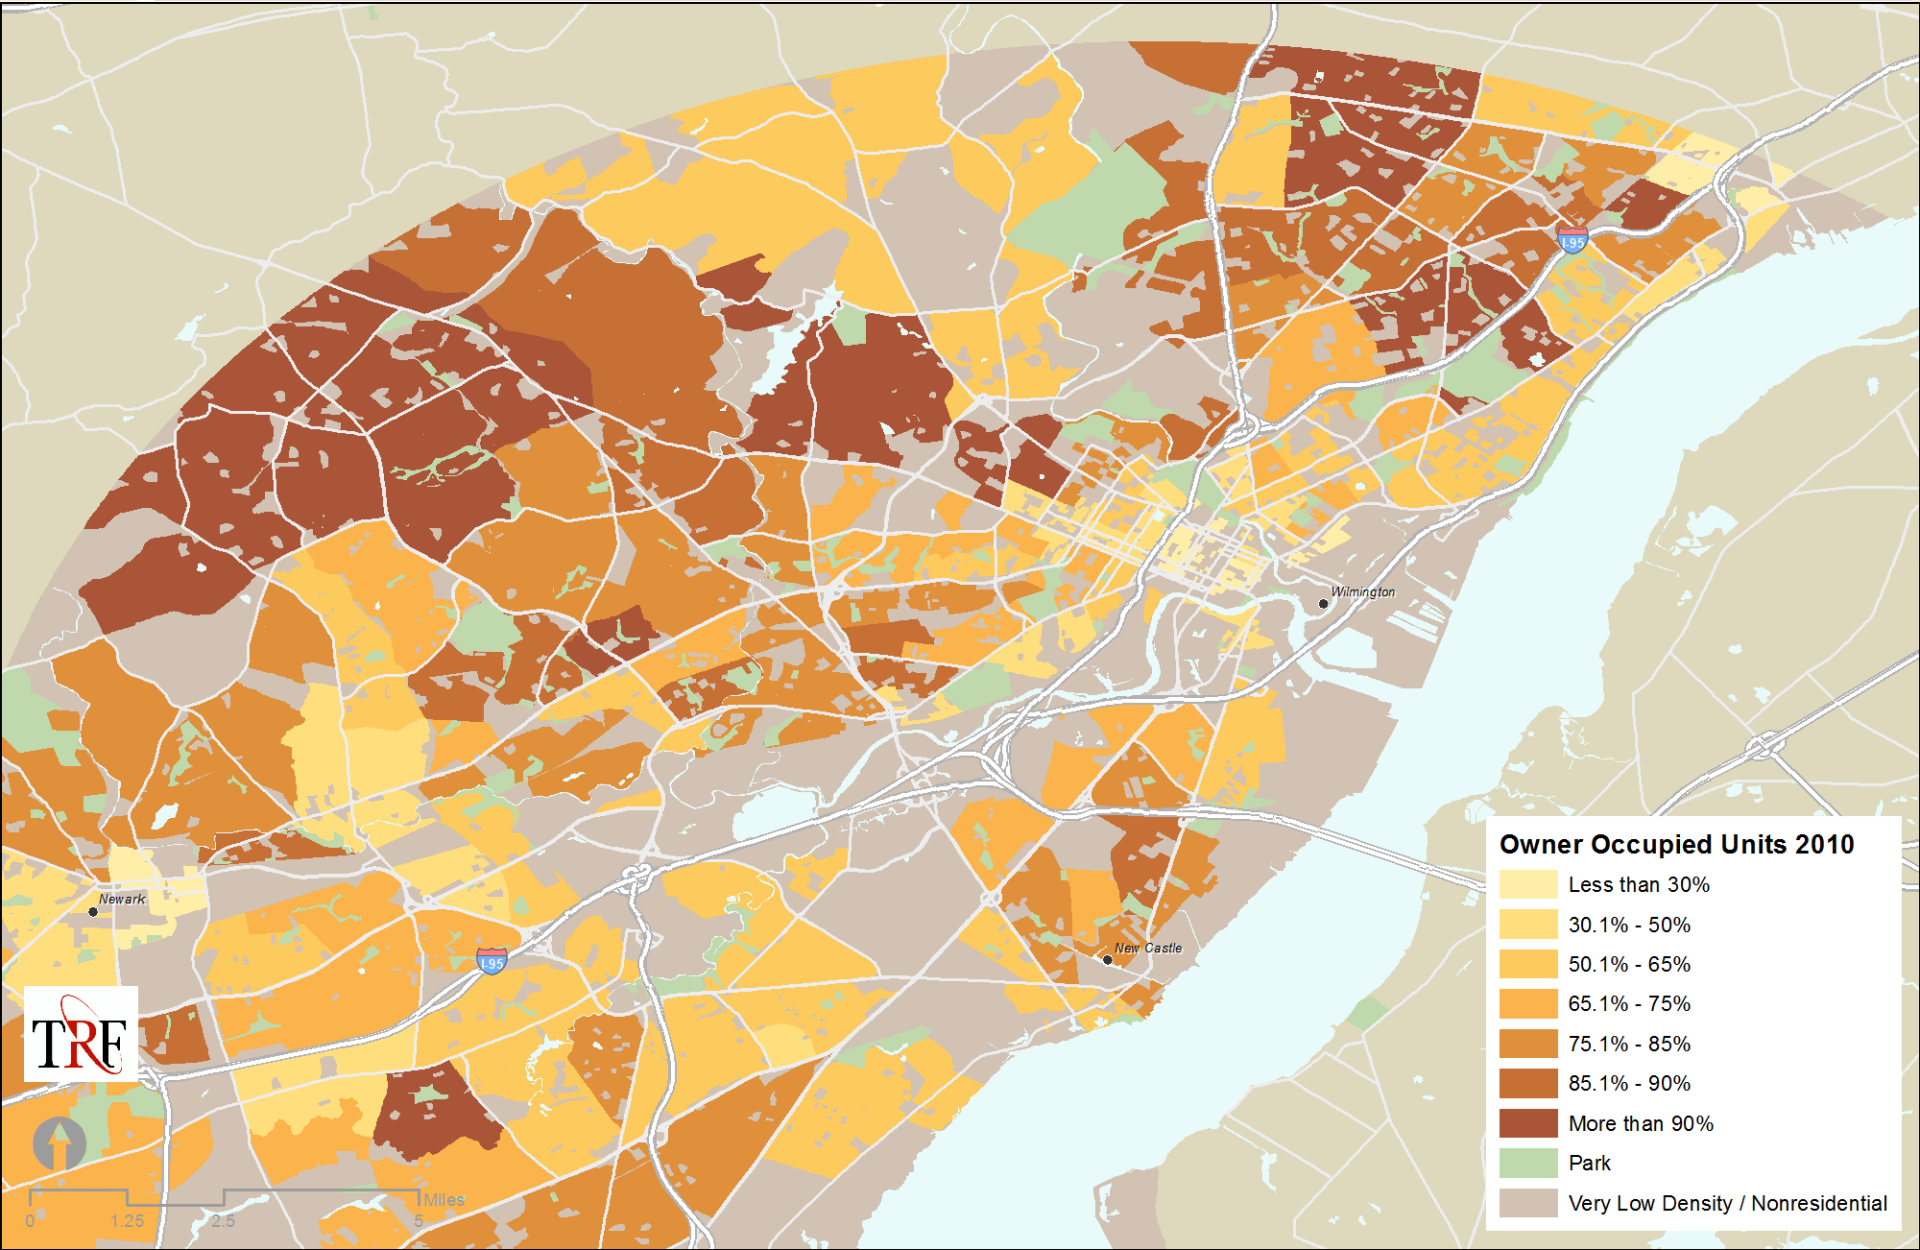 I-95
Wilmington
Newark
New Castle
I-95
TRF
Miles
0 1.25 2.5 5
Owner Occupied Units 2010
Less than 30%
30.1% - 50%
50.1% - 65%
65.1% - 75%
75.1% - 85%
85.1% - 90%
More than 90%
Park
Very Low Density / Nonresidential